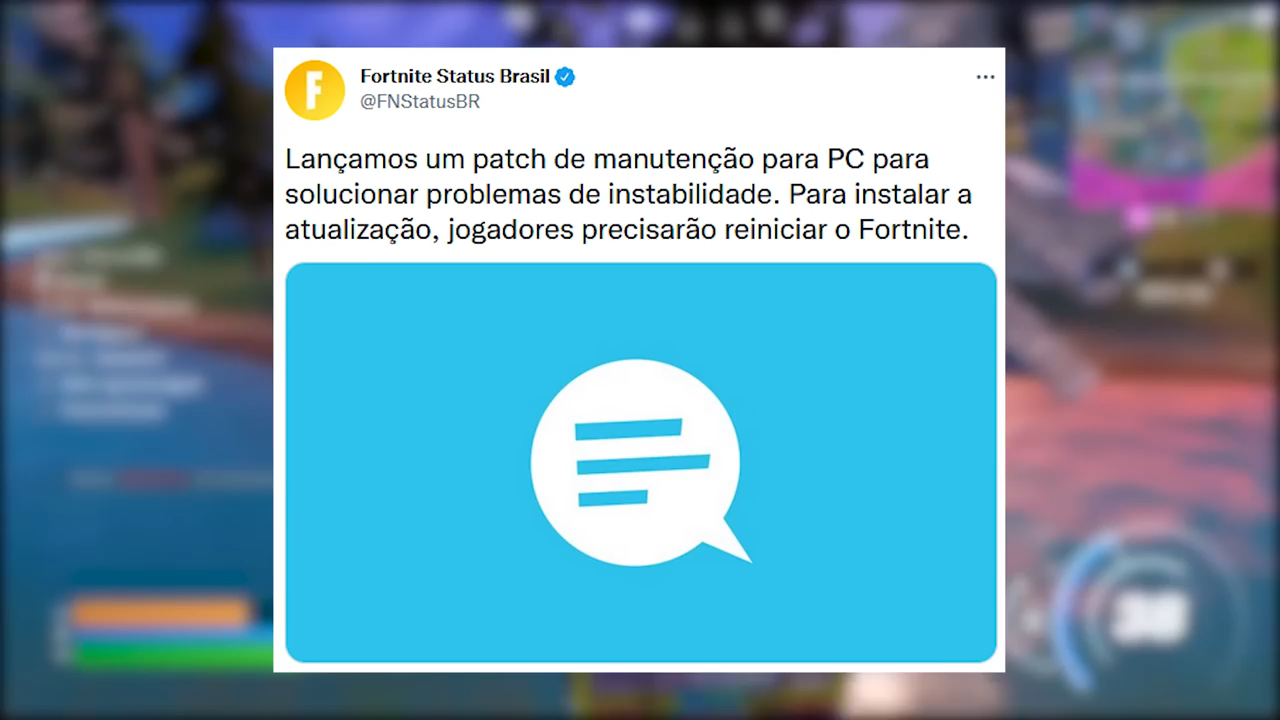 Fortnite Status Brasil
@FNStatusBR
Lançamos um patch de manutenção para PC para
solucionar problemas de instabilidade. Para instalar a
atualização, jogadores precisarão reiniciar o Fortnite.